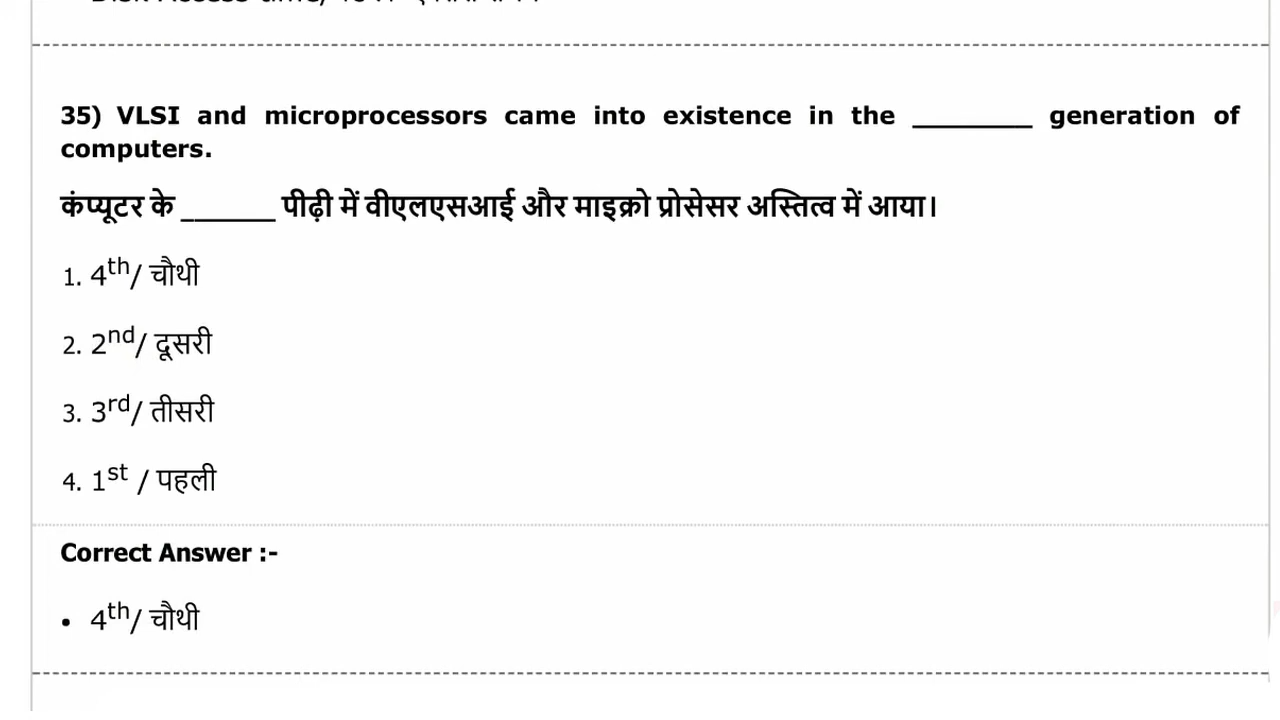 35) VLSI and microprocessors came into existence in the ________ generation of
computers.
कंप्यूटर के ______ पीढ़ी में वीएलएसआई और माइक्रो प्रोसेसर अस्तित्व में आया।
1. 4th/ चौथी
2. 2nd/ दूसरी
3. 3rd/ तीसरी
4. 1st / पहली
Correct Answer :-
• 4th/ चौथी